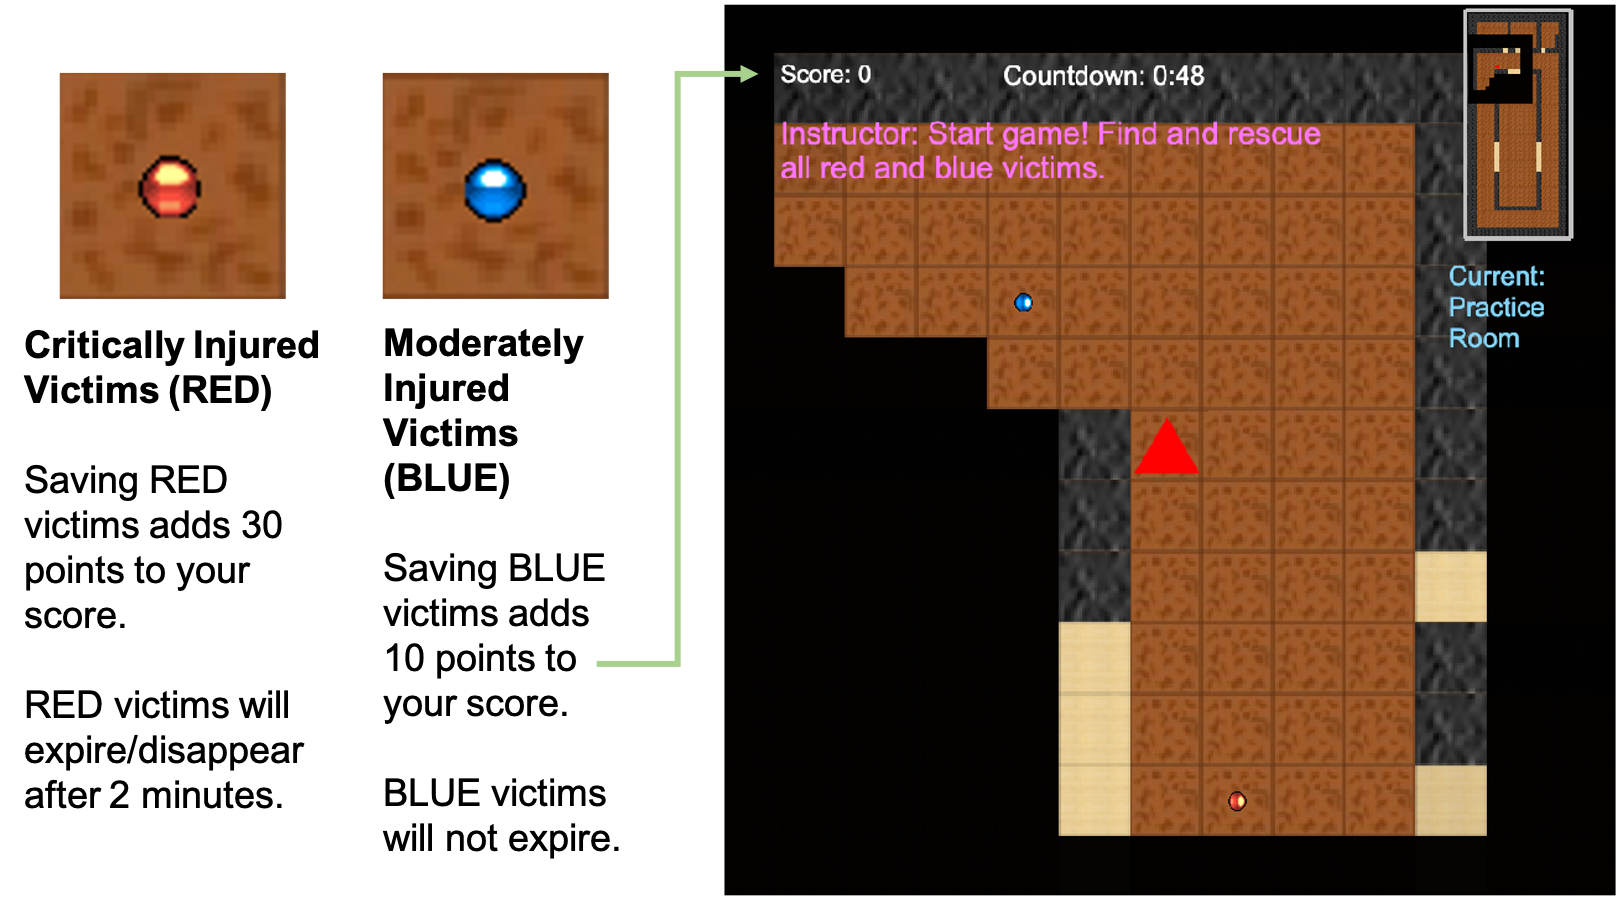 Critically Injured
Victims (RED)
Saving RED
victims adds 30
points to your
score.
RED victims will
expire/disappear
after 2 minutes.
Moderately
Injured
Victims
(BLUE)
Saving BLUE
victims adds
10 points to
your score.
BLUE victims
will not expire.
Score: 0
Countdown: 0:48
Instructor: Start game! Find and rescue
all red and blue victims.
Current:
Practice
Room